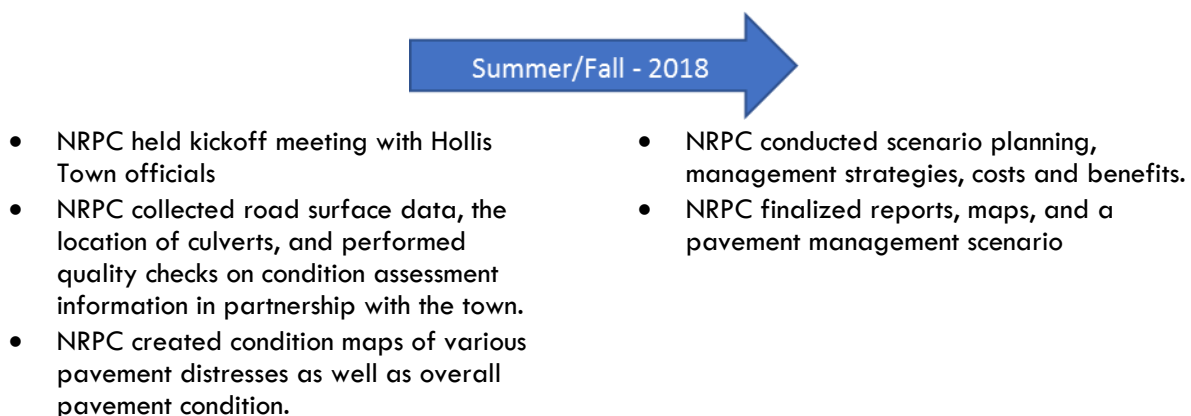 Summer/Fall - 2018
• NRPC held kickoff meeting with Hollis
Town officials
• NRPC collected road surface data, the
location of culverts, and performed
quality checks on condition assessment
information in partnership with the town.
• NRPC created condition maps of various
pavement distresses as well as overall
pavement condition.
• NRPC conducted scenario planning,
management strategies, costs and benefits.
• NRPC finalized reports, maps, and a
pavement management scenario